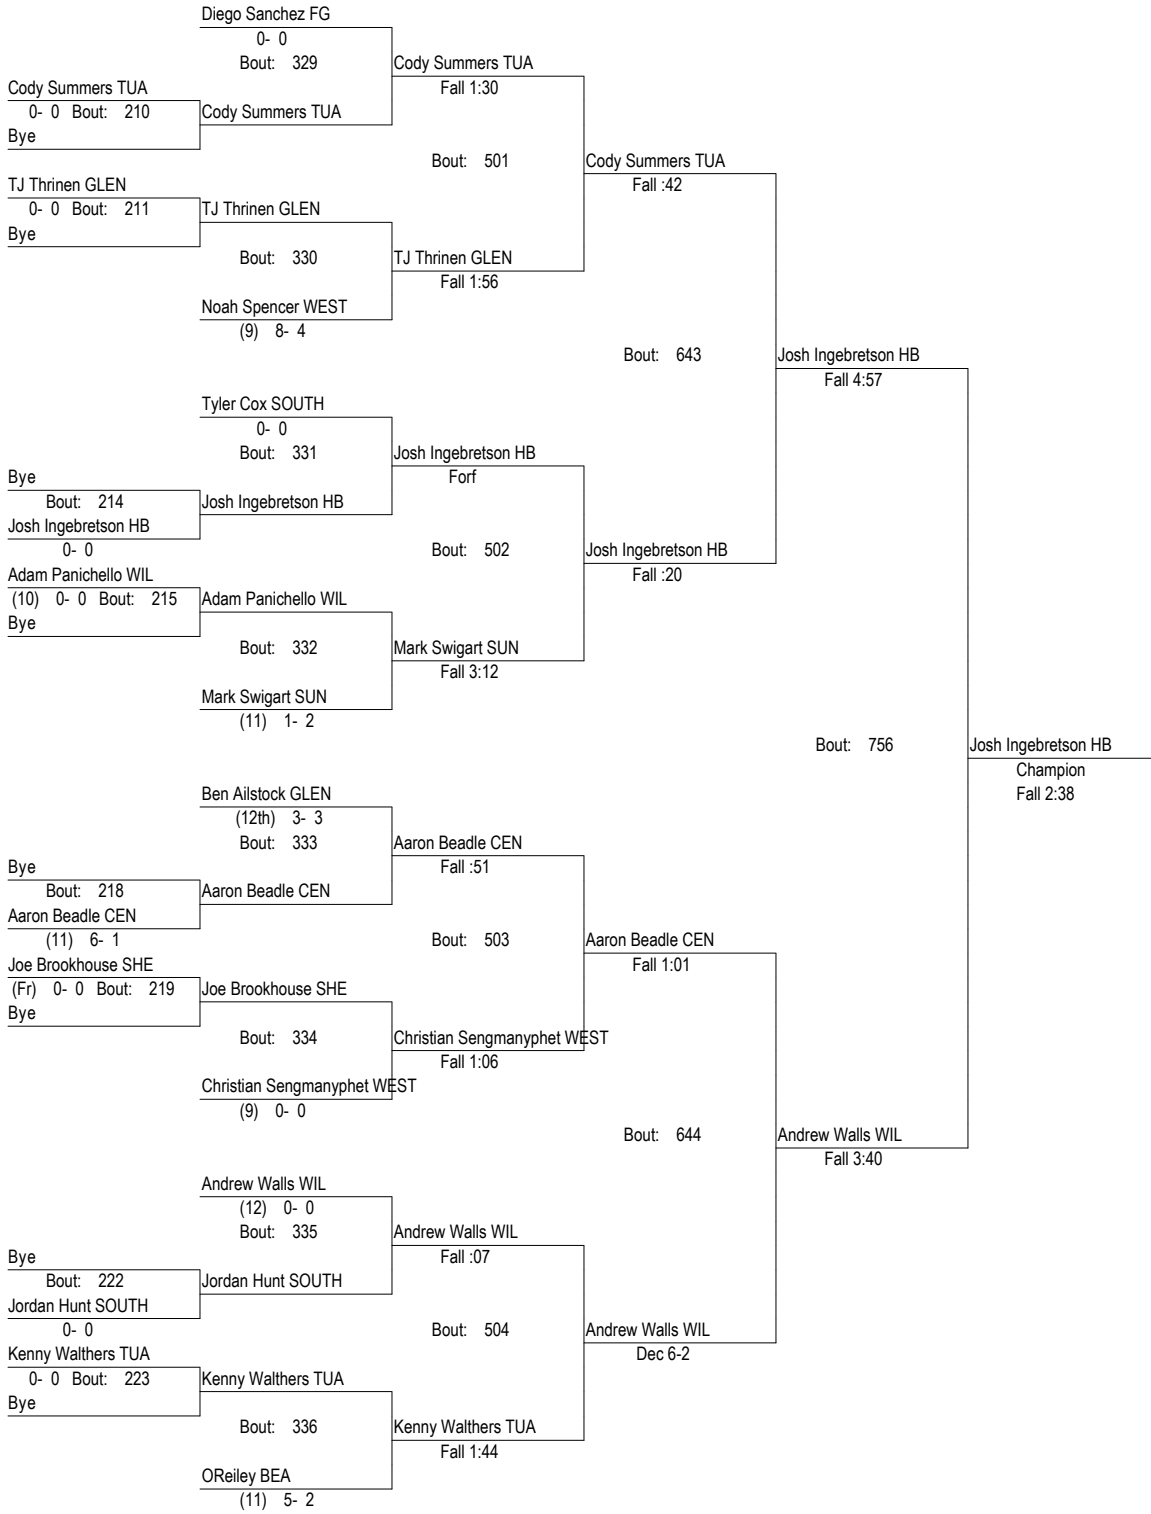 Diego Sanchez FG
0- 0
Bout: 329
Cody Summers TUA
Fall 1:30
Cody Summers TUA
0- 0 Bout: 210
Cody Summers TUA
Bye
Bout: 501
Cody Summers TUA
Fall :42
TJ Thrinen GLEN
0- 0 Bout: 211
TJ Thrinen GLEN
Bye
Bout: 330
TJ Thrinen GLEN
Fall 1:56
Noah Spencer WEST
(9) 8- 4
Bout: 643
Josh Ingebretson HB
Fall 4:57
Tyler Cox SOUTH
0- 0
Bout: 331
Josh Ingebretson HB
Forf
Bye
Bout: 214
Josh Ingebretson HB
Josh Ingebretson HB
0- 0
Bout: 502
Josh Ingebretson HB
Fall :20
Adam Panichello WIL
(10) 0- 0 Bout: 215
Adam Panichello WIL
Bye
Bout: 332
Mark Swigart SUN
Fall 3:12
Mark Swigart SUN
(11) 1- 2
Bout: 756
Josh Ingebretson HB
Champion
Fall 2:38
Ben Ailstock GLEN
(12th) 3- 3
Bout: 333
Aaron Beadle CEN
Fall :51
Bye
Bout: 218
Aaron Beadle CEN
Aaron Beadle CEN
(11) 6- 1
Bout: 503
Aaron Beadle CEN
Fall 1:01
Joe Brookhouse SHE
(Fr) 0- 0 Bout: 219
Joe Brookhouse SHE
Bye
Bout: 334
Christian Sengmanyphet WEST
Fall 1:06
Christian Sengmanyphet WEST
(9) 0- 0
Bout: 644
Andrew Walls WIL
Fall 3:40
Andrew Walls WIL
(12) 0- 0
Bout: 335
Andrew Walls WIL
Fall :07
Bye
Bout: 222
Jordan Hunt SOUTH
Jordan Hunt SOUTH
0- 0
Bout: 504
Andrew Walls WIL
Dec 6-2
Kenny Walthers TUA
0- 0 Bout: 223
Kenny Walthers TUA
Bye
Bout: 336
Kenny Walthers TUA
Fall 1:44
OReiley BEA
(11) 5- 2